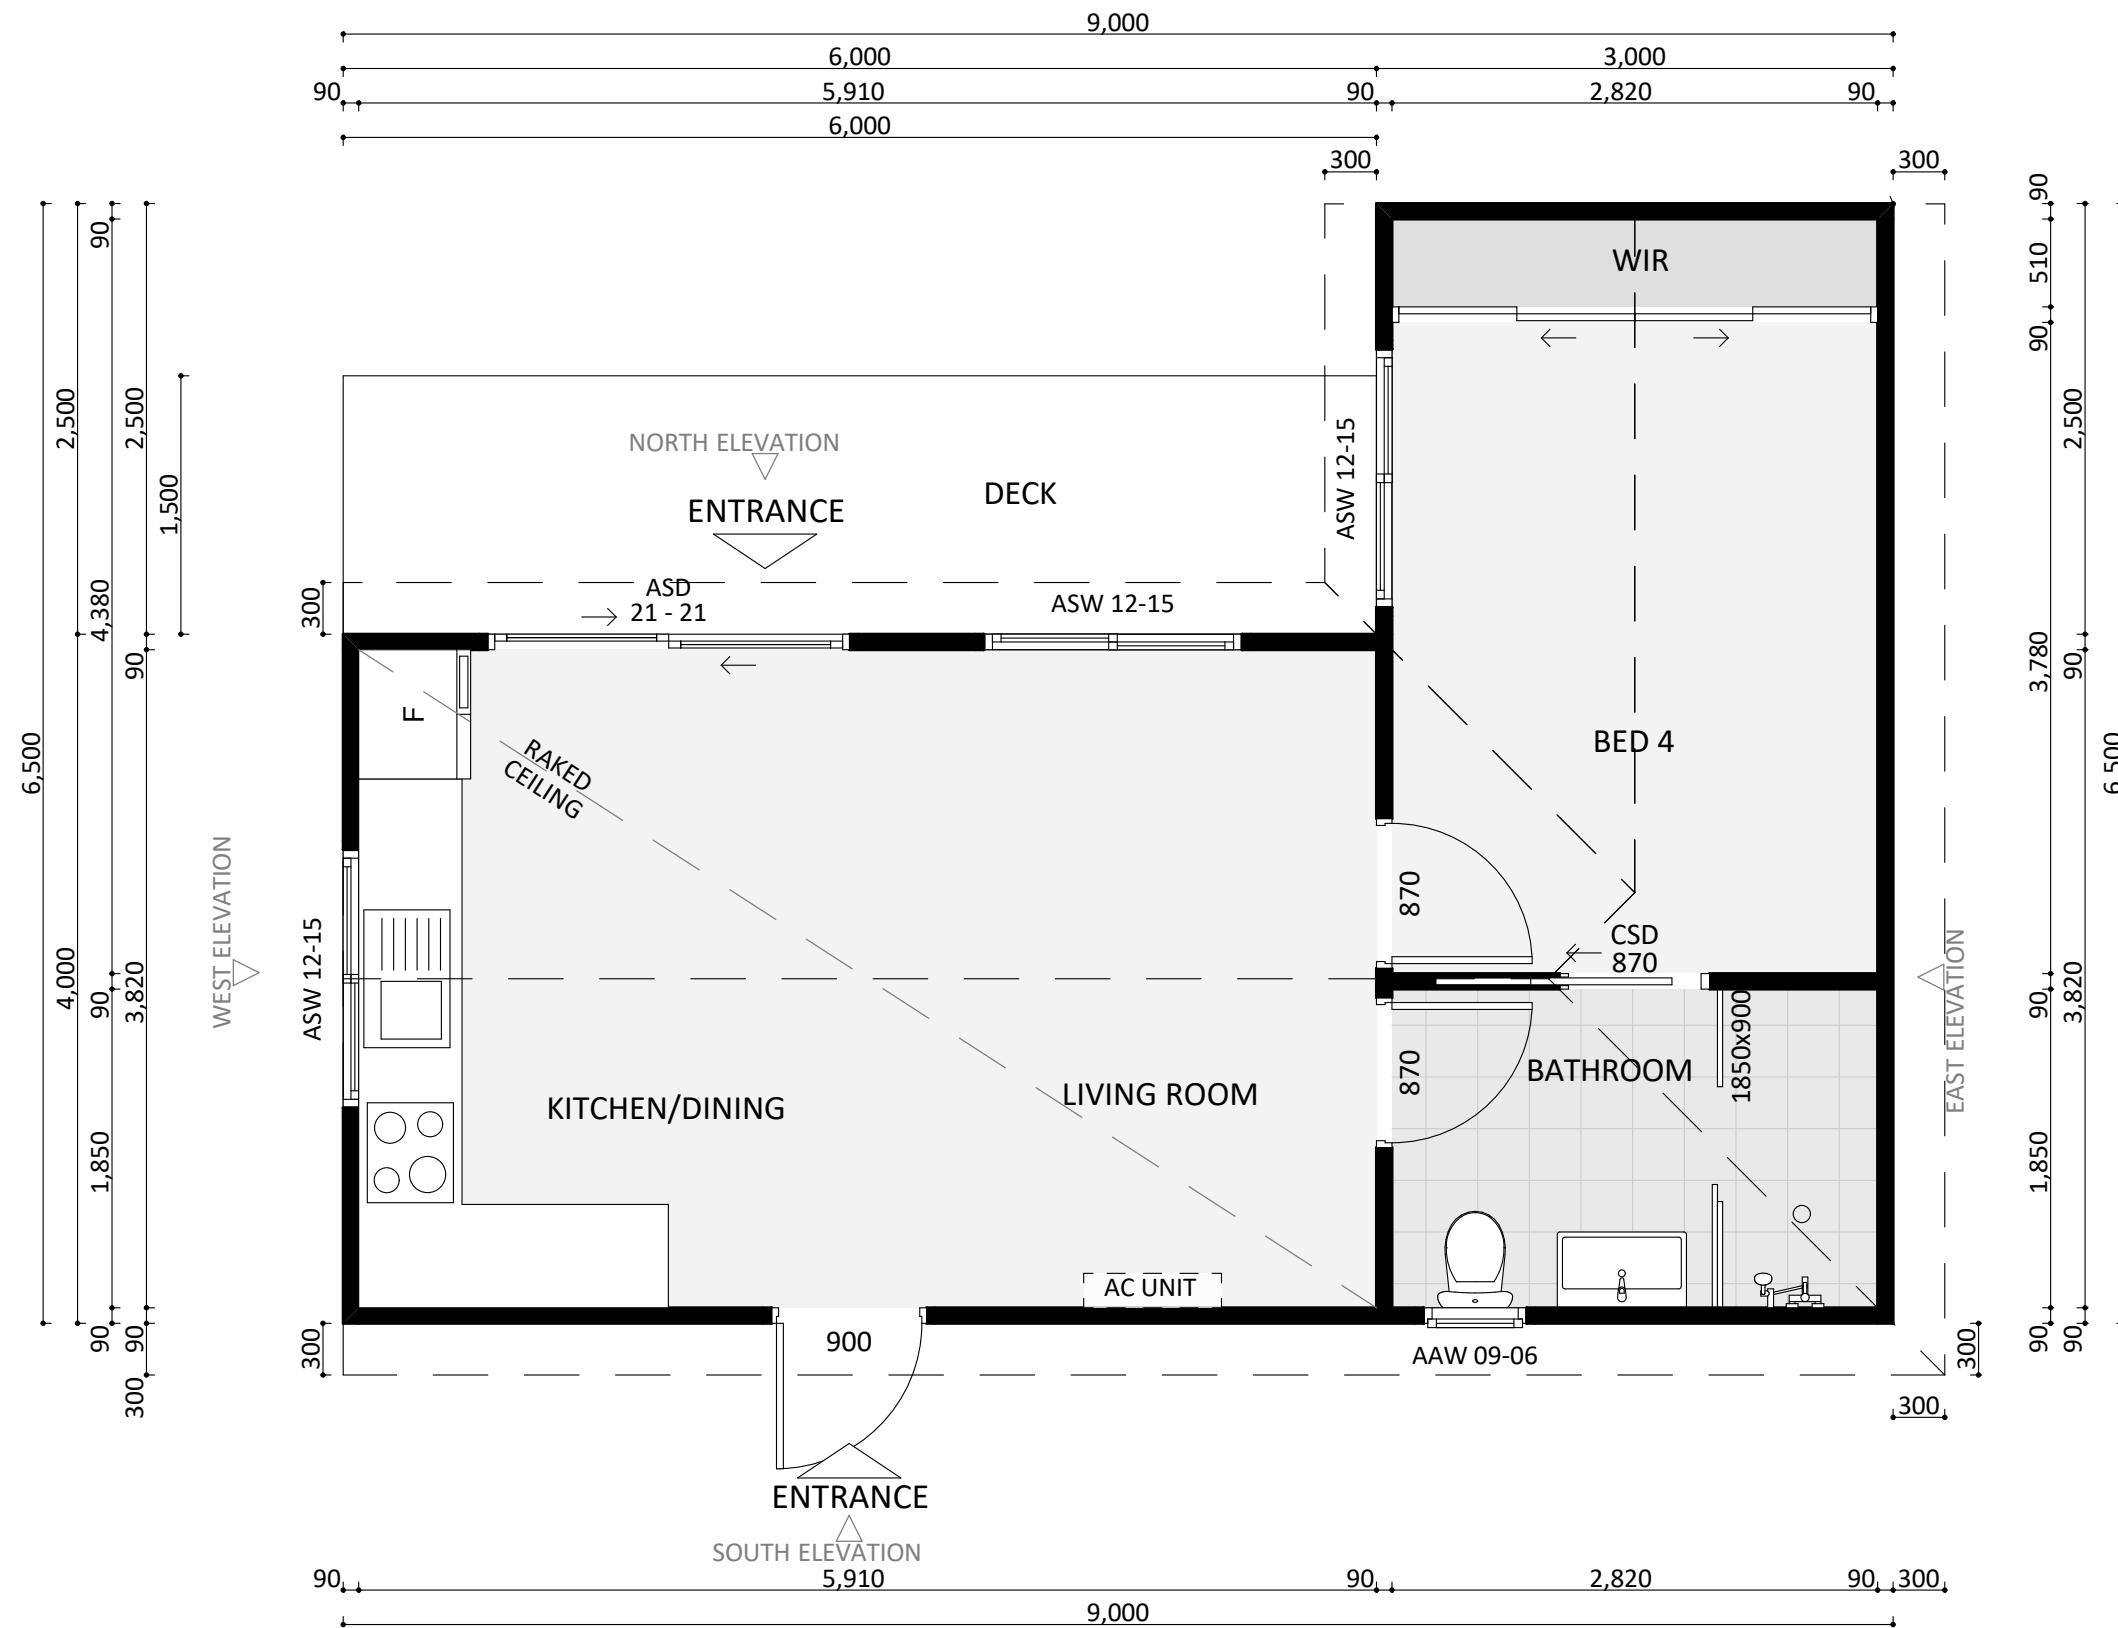 9,000
6,000
3,000
90
5,910
90
2,820
90
6,000
300
300
90
510
90
2,500
3,780
90
6,500
90
3,820
1,850
90
90
6,500
2,500
4,000
90
4,380
90
1,850
90
2,500
90
3,820
90
300
1,500
300
300
WIR
NORTH ELEVATION
ENTRANCE
DECK
ASW 12-15
ASD
21 - 21
ASW 12-15
F
RAKED
CEILING
BED 4
WEST ELEVATION
ASW 12-15
870
CSD
870
EAST ELEVATION
870
BATHROOM
1850x900
KITCHEN/DINING
LIVING ROOM
AC UNIT
900
AAW 09-06
300
300
ENTRANCE
SOUTH ELEVATION
90
5,910
90
2,820
90
300
9,000